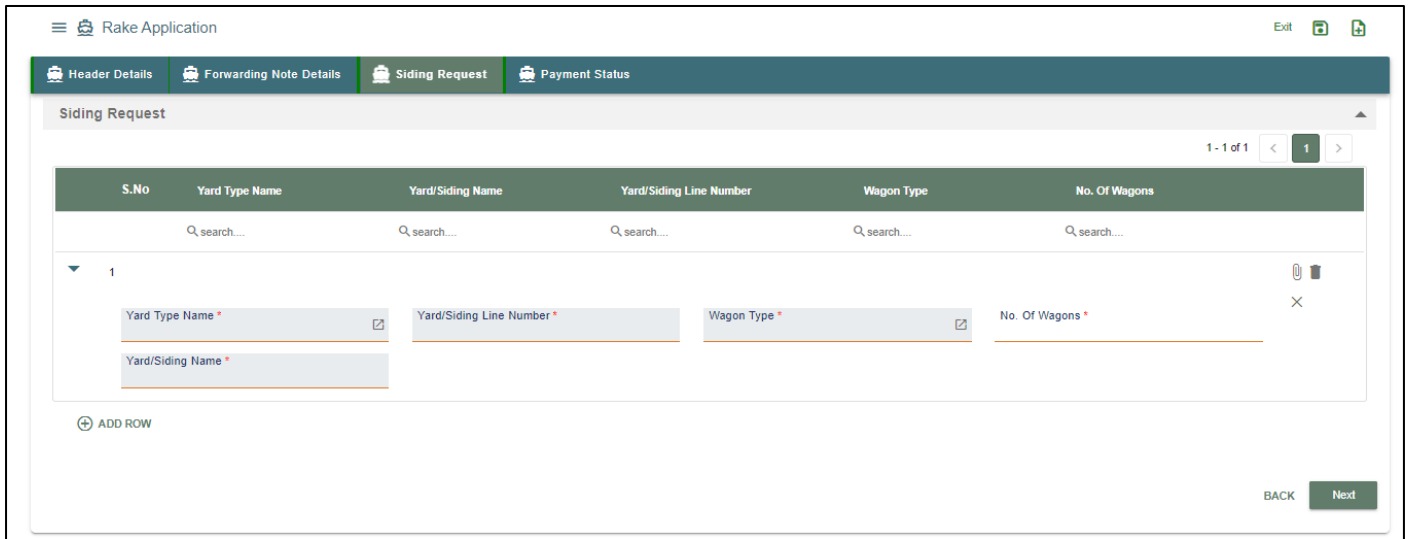 Rake Application
Exit
Header Details Forwarding Note Details Siding Request Payment Status
Siding Request
1 - 1 of 1 < 1 >
S.No Yard Type Name Yard/Siding Name Yard/Siding Line Number Wagon Type No. Of Wagons
search.... search.... search.... search.... search....
1
Yard Type Name * Yard/Siding Line Number * Wagon Type * No. Of Wagons *
Yard/Siding Name *
ADD ROW
BACK Next